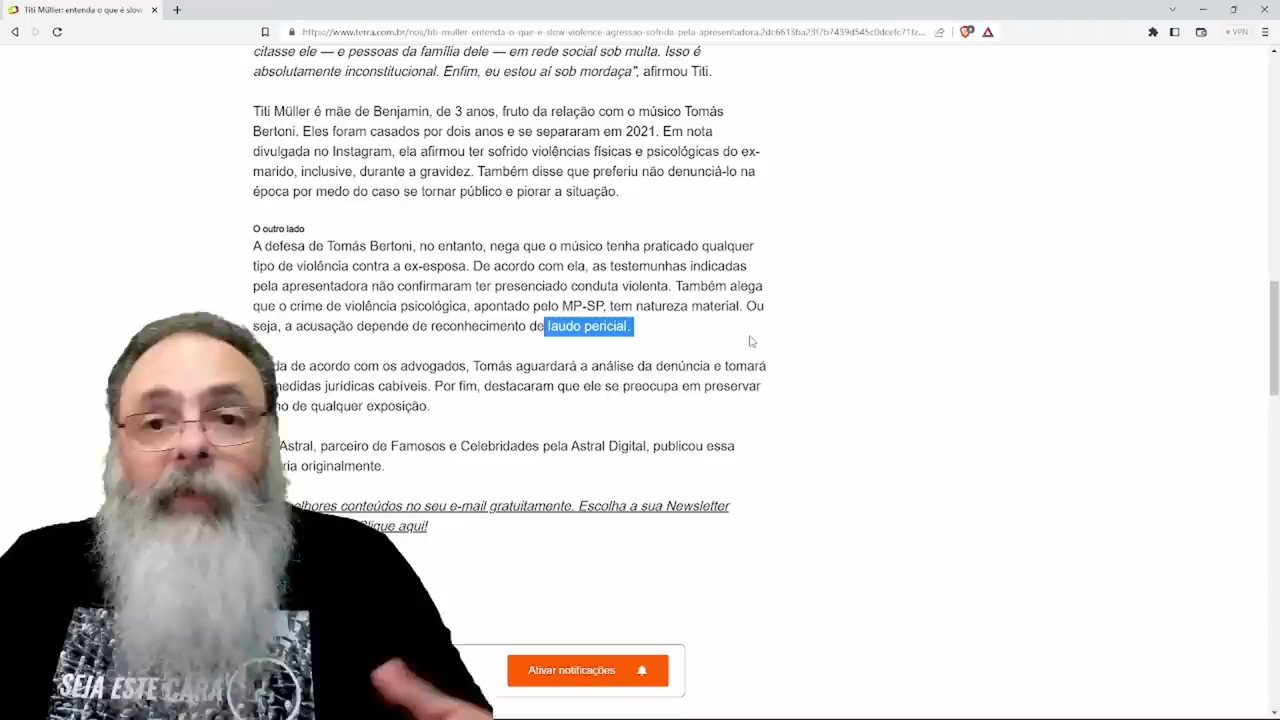 Titi Müller: entenda o que é slow
https://www.terra.com.br/nos/titi-muller-entenda-o-que-e-slow-violence-agressao-sofrida-pela-apresentadora,
VPN
citasse ele — e pessoas da família dele — em rede social sob multa. Isso é
absolutamente inconstitucional. Enfim, eu estou aí sob mordaça", afirmou Titi.
Titi Müller é mãe de Benjamin, de 3 anos, fruto da relação com o músico Tomás
Bertoni. Eles foram casados por dois anos e se separaram em 2021. Em nota
divulgada no Instagram, ela afirmou ter sofrido violências físicas e psicológicas do ex-
marido, inclusive, durante a gravidez. Também disse que preferiu não denunciá-lo na
época por medo do caso se tornar público e piorar a situação.
O outro lado
A defesa de Tomás Bertoni, no entanto, nega que o músico tenha praticado qualquer
tipo de violência contra a ex-esposa. De acordo com ela, as testemunhas indicadas
pela apresentadora não confirmaram ter presenciado conduta violenta. Também alega
que o crime de violência psicológica, apontado pelo MP-SP, tem natureza material. Ou
seja, a acusação depende de reconhecimento de laudo pericial.
da de acordo com os advogados, Tomás aguardará a análise da denúncia e tomará
medidas jurídicas cabíveis. Por fim, destacaram que ele se preocupa em preservar
o de qualquer exposição.
Astral, parceiro de Famosos e Celebridades pela Astral Digital, publicou essa
ria originalmente.
lhores conteúdos no seu e-mail gratuitamente. Escolha a sua Newsletter
Clique aqui!
Ativar notificações
SEJA ESTE CARA